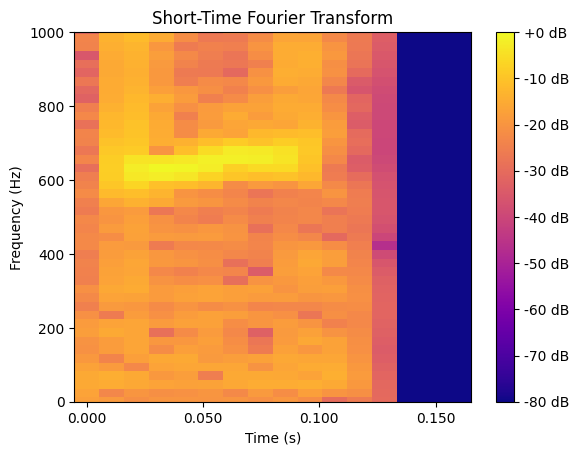 Short-Time Fourier Transform
1000
800
600
400
200
0
Frequency (Hz)
0.000
0.050
0.100
0.150
Time (s)
+0 dB
-10 dB
-20 dB
-30 dB
-40 dB
-50 dB
-60 dB
-70 dB
-80 dB